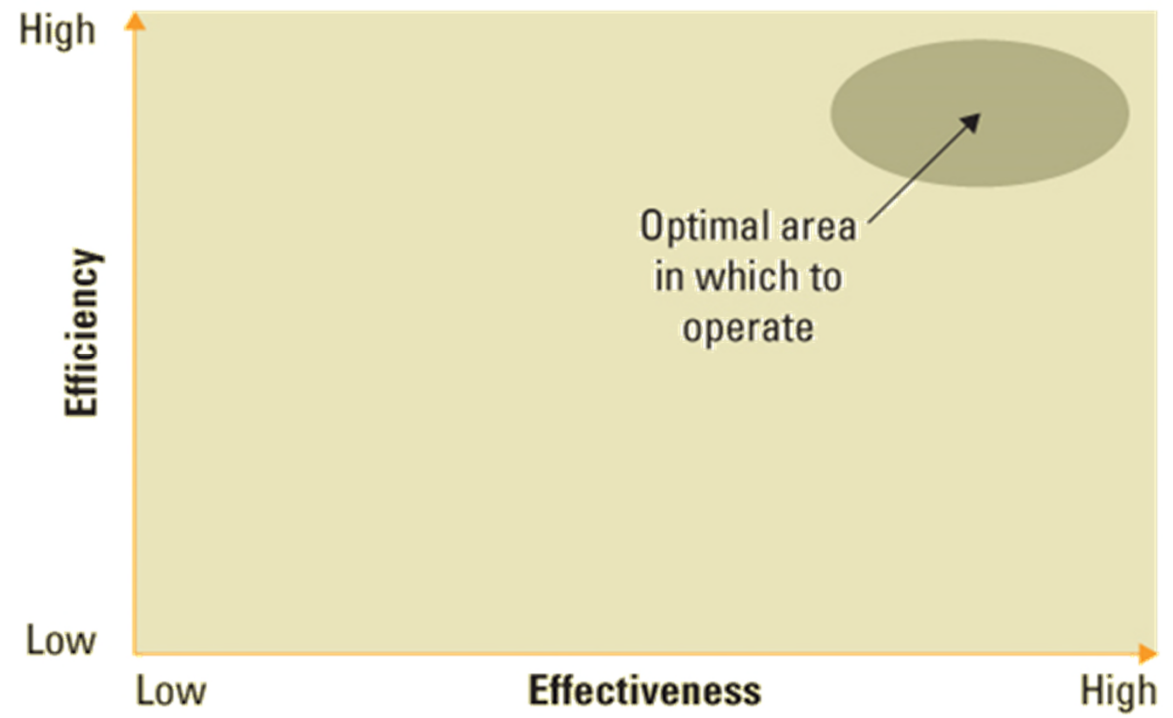 High
Efficiency
Optimal area
in which to
operate
Low
Low
Effectiveness
High